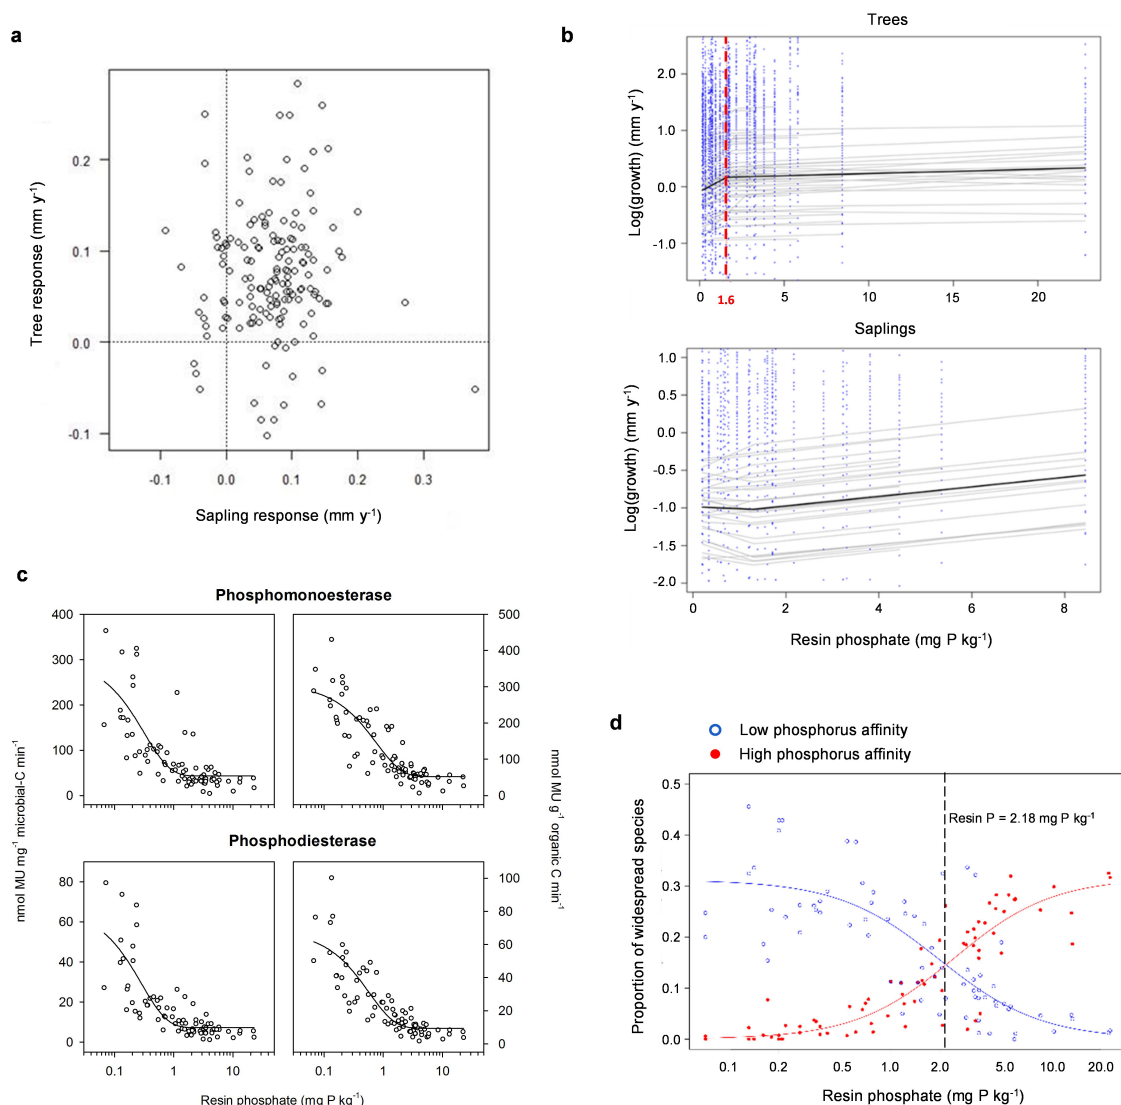 a
Tree response (mm y⁻¹)
0.2
0.1
0.0
-0.1
-0.1 0.0 0.1 0.2 0.3
Sapling response (mm y⁻¹)
b
Trees
Log(growth) (mm y⁻¹)
2.0
1.0
0.0
-1.0
0 5 10 15 20
1.6
Saplings
Log(growth) (mm y⁻¹)
1.0
0.5
0.0
-0.5
-1.0
-1.5
-2.0
0 2 4 6 8
Resin phosphate (mg P kg⁻¹)
c
Phosphomonoesterase
400
300
200
100
0
500
400
300
200
100
0
nmol MU mg⁻¹ microbial-C min⁻¹
nmol MU g⁻¹ organic C min⁻¹
Phosphodiesterase
80
60
40
20
0
100
80
60
40
20
0
0.1 1 10 0.1 1 10
Resin phosphate (mg P kg⁻¹)
d
Low phosphorus affinity
High phosphorus affinity
Proportion of widespread species
0.5
0.4
0.3
0.2
0.1
0.0
Resin P = 2.18 mg P kg⁻¹
0.1 0.2 0.5 1.0 2.0 5.0 10.0 20.0
Resin phosphate (mg P kg⁻¹)